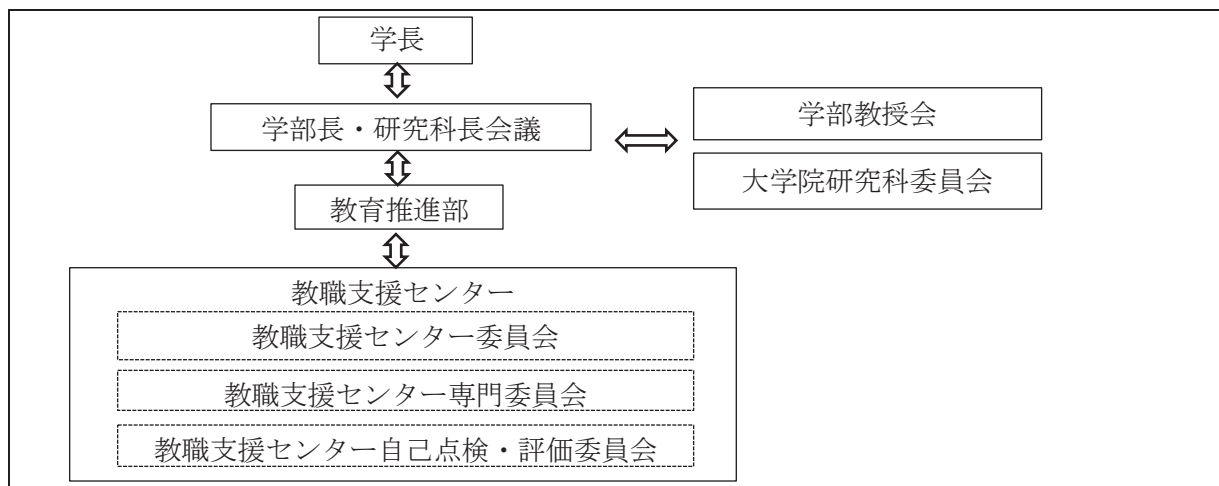 学長
学部長・研究科長会議
学部教授会
大学院研究科委員会
教育推進部
教職支援センター
教職支援センター委員会
教職支援センター専門委員会
教職支援センター自己点検・評価委員会